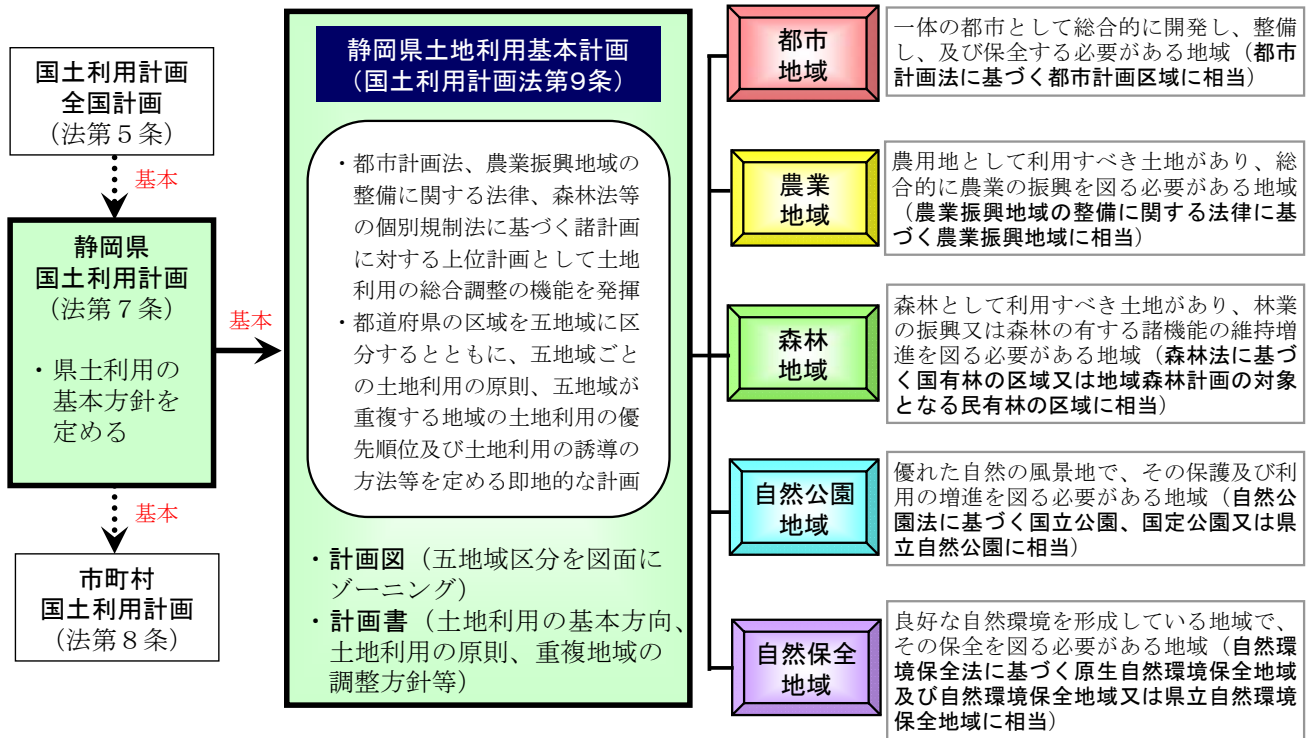 国土利用計画
全国計画
（法第５条）
基本
静岡県
国土利用計画
（法第７条）
・県土利用の
基本方針を
定める
基本
市町村
国土利用計画
（法第８条）
基本
静岡県土地利用基本計画
（国土利用計画法第９条）
・都市計画法、農業振興地域の
整備に関する法律、森林法等
の個別規制法に基づく諸計画
に対する上位計画として土地
利用の総合調整の機能を発揮
・都道府県の区域を五地域に区
分するとともに、五地域ごと
の土地利用の原則、五地域が
重複する地域の土地利用の優
先順位及び土地利用の誘導の
方法等を定める即地的な計画
・計画図（五地域区分を図面に
ゾーニング）
・計画書（土地利用の基本方向、
土地利用の原則、重複地域の
調整方針等）
都市
地域
一体の都市として総合的に開発し、整備
し、及び保全する必要がある地域（都市
計画法に基づく都市計画区域に相当）
農業
地域
農用地として利用すべき土地があり、総
合的に農業の振興を図る必要がある地域
（農業振興地域の整備に関する法律に基
づく農業振興地域に相当）
森林
地域
森林として利用すべき土地があり、林業
の振興又は森林の有する諸機能の維持増
進を図る必要がある地域（森林法に基づ
く国有林の区域又は地域森林計画の対象
となる民有林の区域に相当）
自然公園
地域
優れた自然の風景地で、その保護及び利
用の増進を図る必要がある地域（自然公
園法に基づく国立公園、国定公園又は県
立自然公園に相当）
自然保全
地域
良好な自然環境を形成している地域で、
その保全を図る必要がある地域（自然環
境保全法に基づく原生自然環境保全地域
及び自然環境保全地域又は県立自然環境
保全地域に相当）